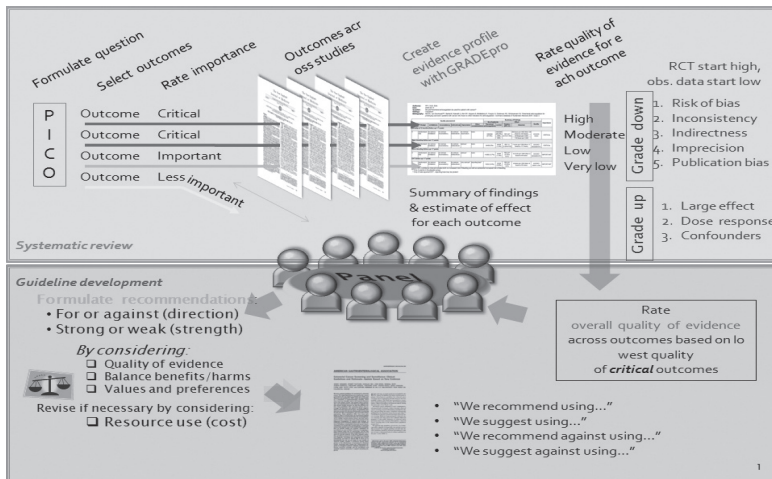 Formulate question
Select outcomes
Rate importance
Outcomes acr
oss studies
Create
evidence profile
with GRADEpro
Rate quality of
evidence for e
ach outcome
RCT start high,
obs. data start low
P
I
C
O
Outcome Critical
Outcome Critical
Outcome Important
Outcome Less important
High
Moderate
Low
Very low
Grade down
1. Risk of bias
2. Inconsistency
3. Indirectness
4. Imprecision
5. Publication bias
Summary of findings
& estimate of effect
for each outcome
Grade up
1. Large effect
2. Dose response
3. Confounders
Systematic review
Panel
Guideline development
Formulate recommendations:
• For or against (direction)
• Strong or weak (strength)
By considering:
❑ Quality of evidence
❑ Balance benefits/harms
❑ Values and preferences
Revise if necessary by considering:
❑ Resource use (cost)
Rate
overall quality of evidence
across outcomes based on lo
west quality
of critical outcomes
• "We recommend using…"
• "We suggest using…"
• "We recommend against using…"
• "We suggest against using…"
1